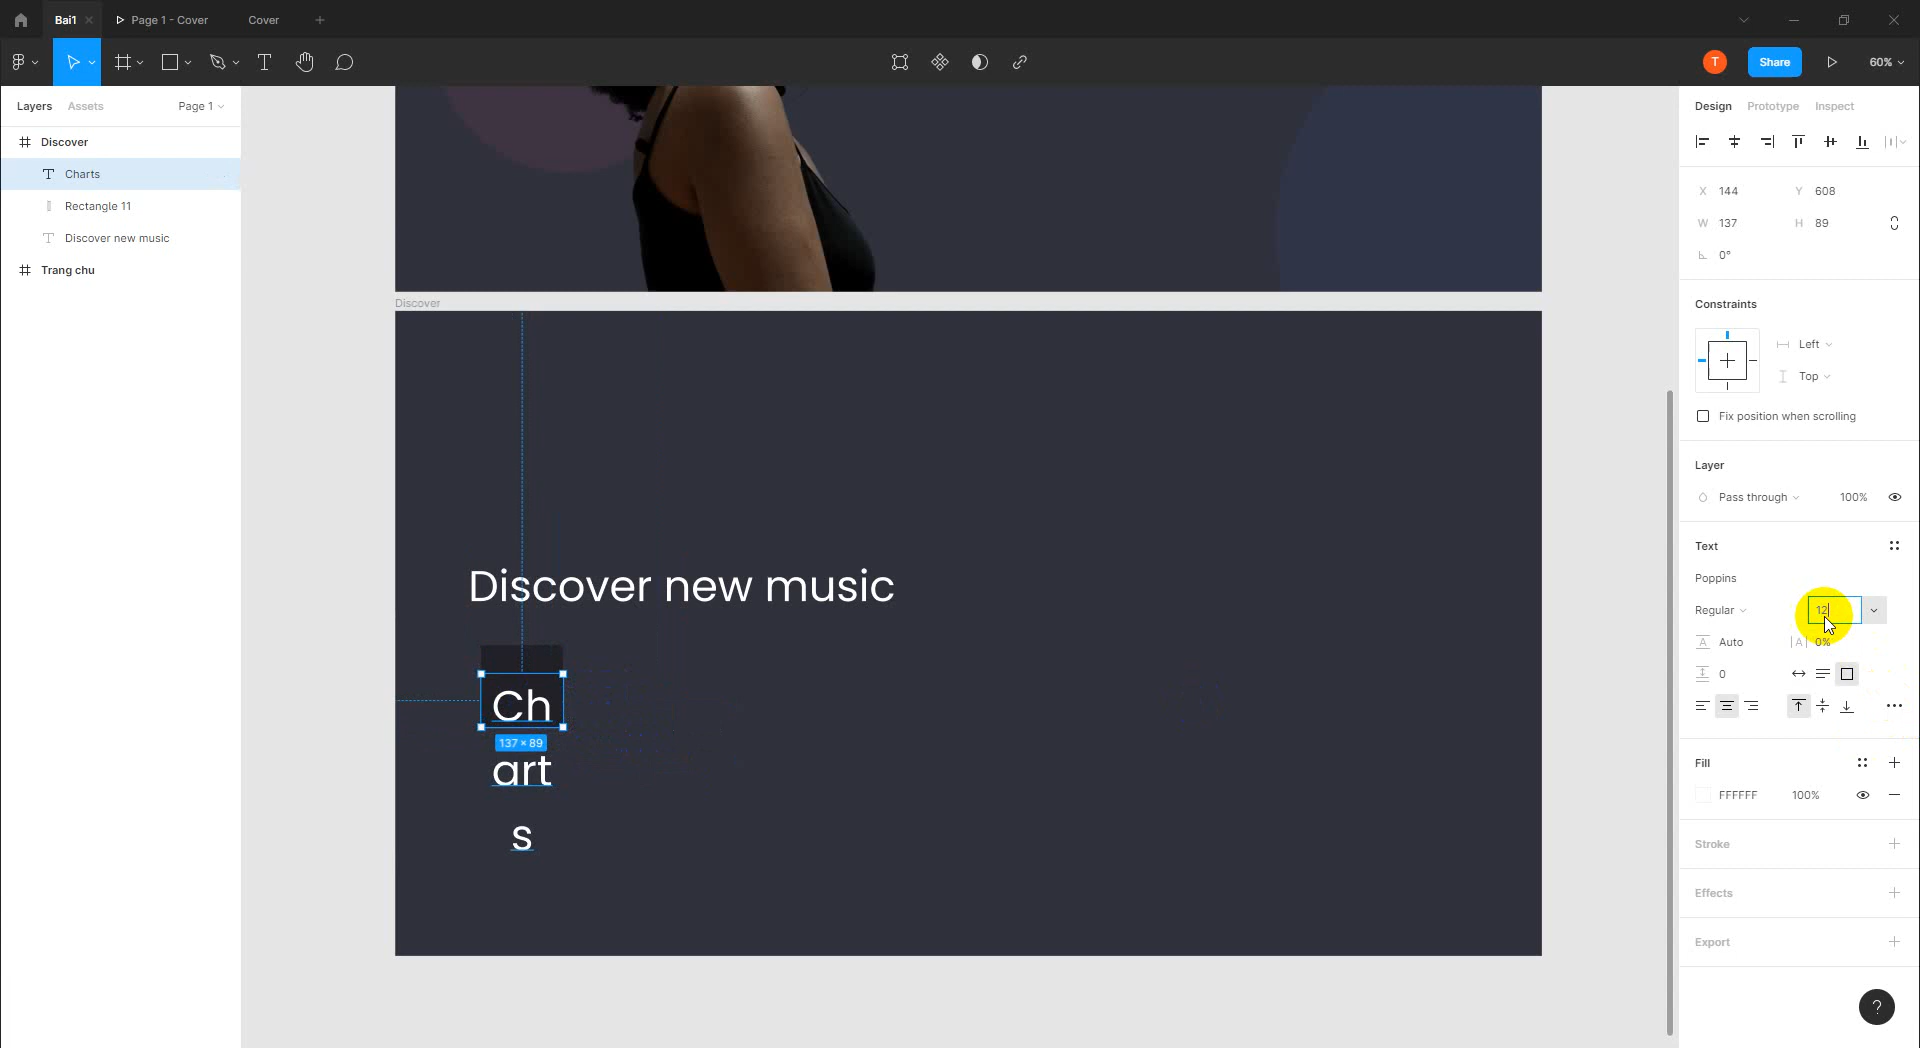 Bai1
Page 1 - Cover
Cover
T
Share
60%
Layers
Assets
Page 1
Discover
Charts
Rectangle 11
Discover new music
Trang chu
Discover
Discover new music
Ch
137 × 89
art
s
Design
Prototype
Inspect
X 144
Y 608
W 137
H 89
0°
Constraints
Left
Top
Fix position when scrolling
Layer
Pass through
100%
Text
Poppins
Regular
12
Auto
0%
0
Fill
FFFFFF
100%
Stroke
Effects
Export
?